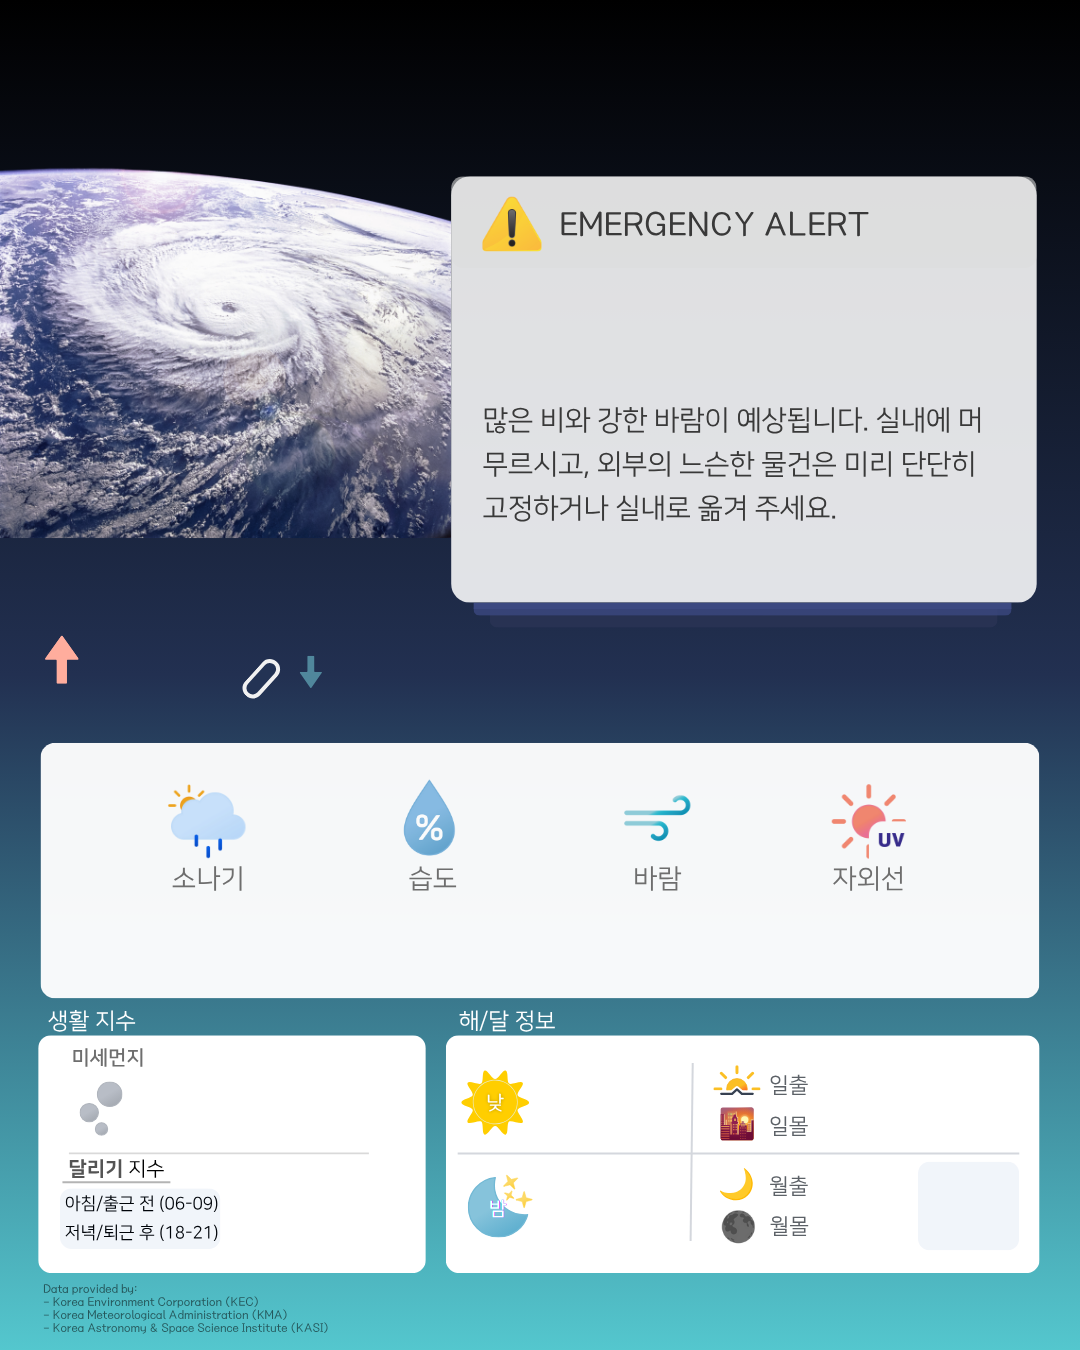 EMERGENCY ALERT
많은 비와 강한 바람이 예상됩니다. 실내에 머
무르시고, 외부의 느슨한 물건은 미리 단단히
고정하거나 실내로 옮겨 주세요.
%
UV
소나기
습도
바람
자외선
생활 지수
해/달 정보
미세먼지
달리기 지수
아침/출근 전 (06-09)
저녁/퇴근 후 (18-21)
낮
일출
일몰
밤
월출
월몰
Data provided by:
- Korea Environment Corporation (KEC)
- Korea Meteorological Administration (KMA)
- Korea Astronomy & Space Science Institute (KASI)